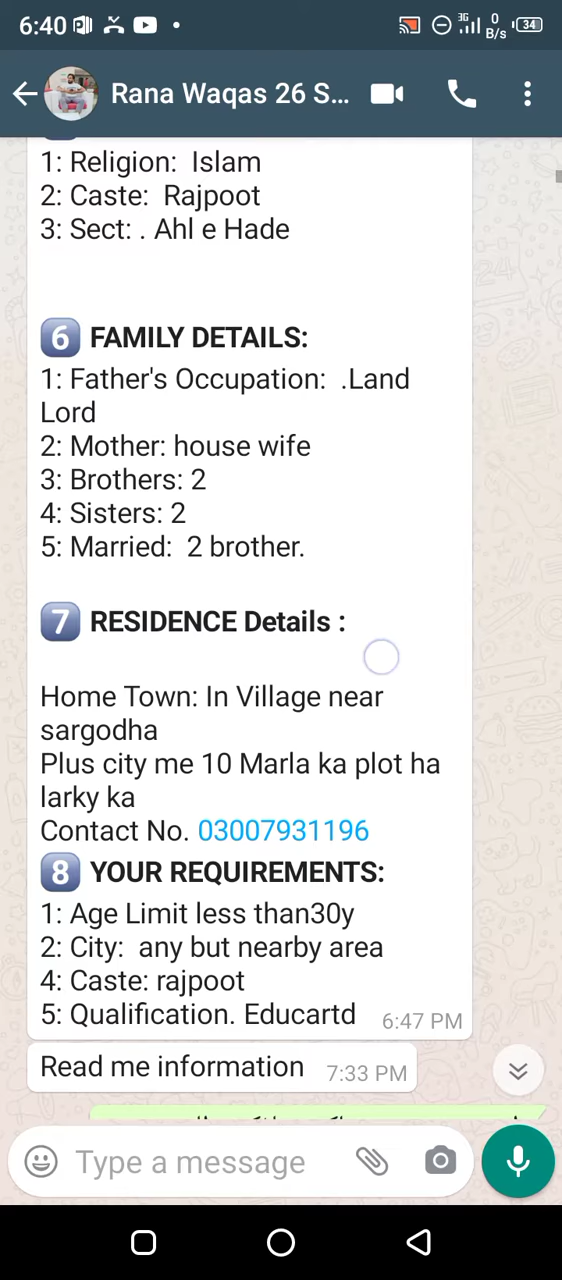 6:40
3G
0
B/s
34
Rana Waqas 26 S...
1: Religion:  Islam
2: Caste:  Rajpoot
3: Sect: . Ahl e Hade
6 FAMILY DETAILS:
1: Father's Occupation:  .Land
Lord
2: Mother: house wife
3: Brothers: 2
4: Sisters: 2
5: Married:  2 brother.
7 RESIDENCE Details :
Home Town: In Village near
sargodha
Plus city me 10 Marla ka plot ha
larky ka
Contact No. 03007931196
8 YOUR REQUIREMENTS:
1: Age Limit less than30y
2: City:  any but nearby area
4: Caste: rajpoot
5: Qualification. Educartd 6:47 PM
Read me information 7:33 PM
Type a message